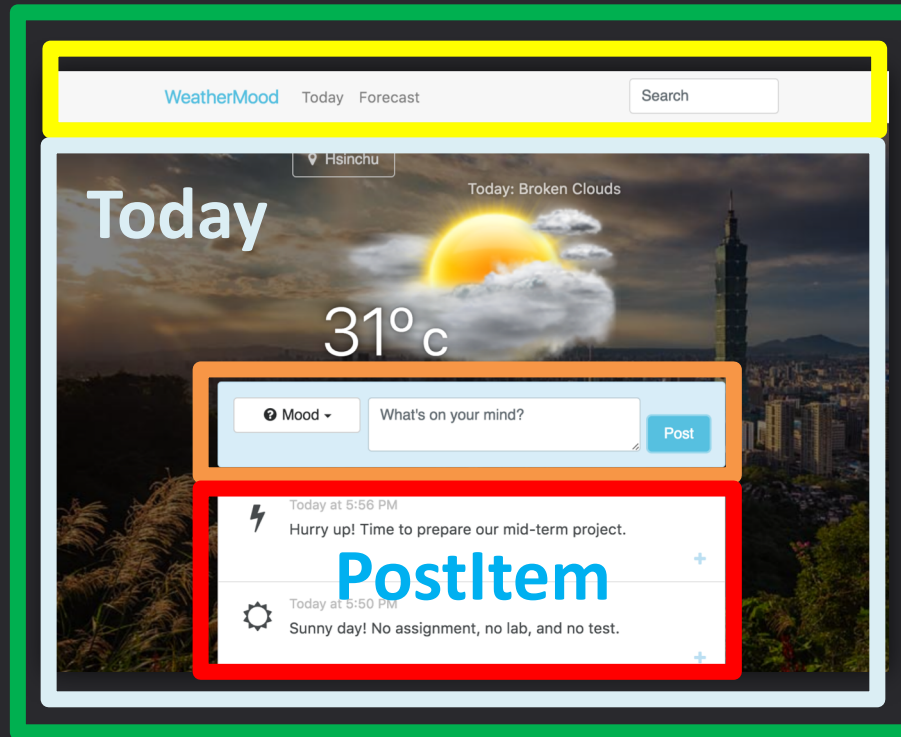 WeatherMood Today Forecast Search
Hsinchu
Today: Broken Clouds
Today
31º c
Mood
What's on your mind?
Post
Today at 5:56 PM
Hurry up! Time to prepare our mid-term project.
+
PostItem
Today at 5:50 PM
Sunny day! No assignment, no lab, and no test.
+